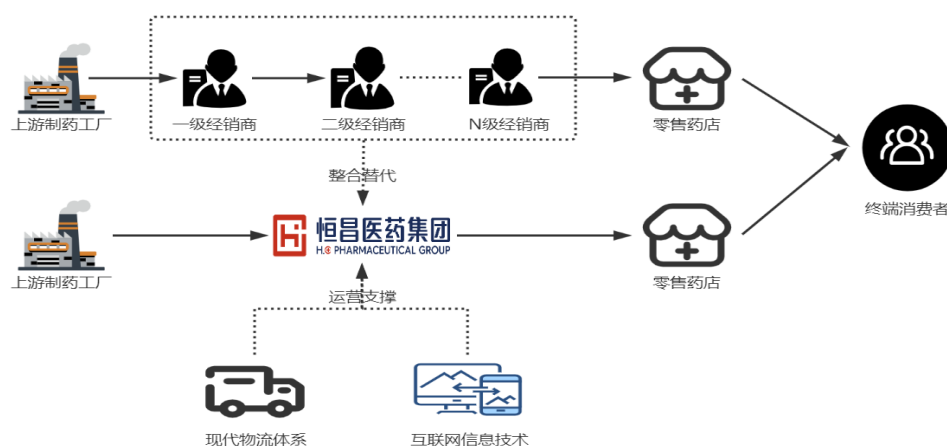 上游制药工厂
一级经销商
二级经销商
N级经销商
零售药店
整合替代
终端消费者
恒昌医药集团
H.C PHARMACEUTICAL GROUP
上游制药工厂
零售药店
运营支撑
现代物流体系
互联网信息技术